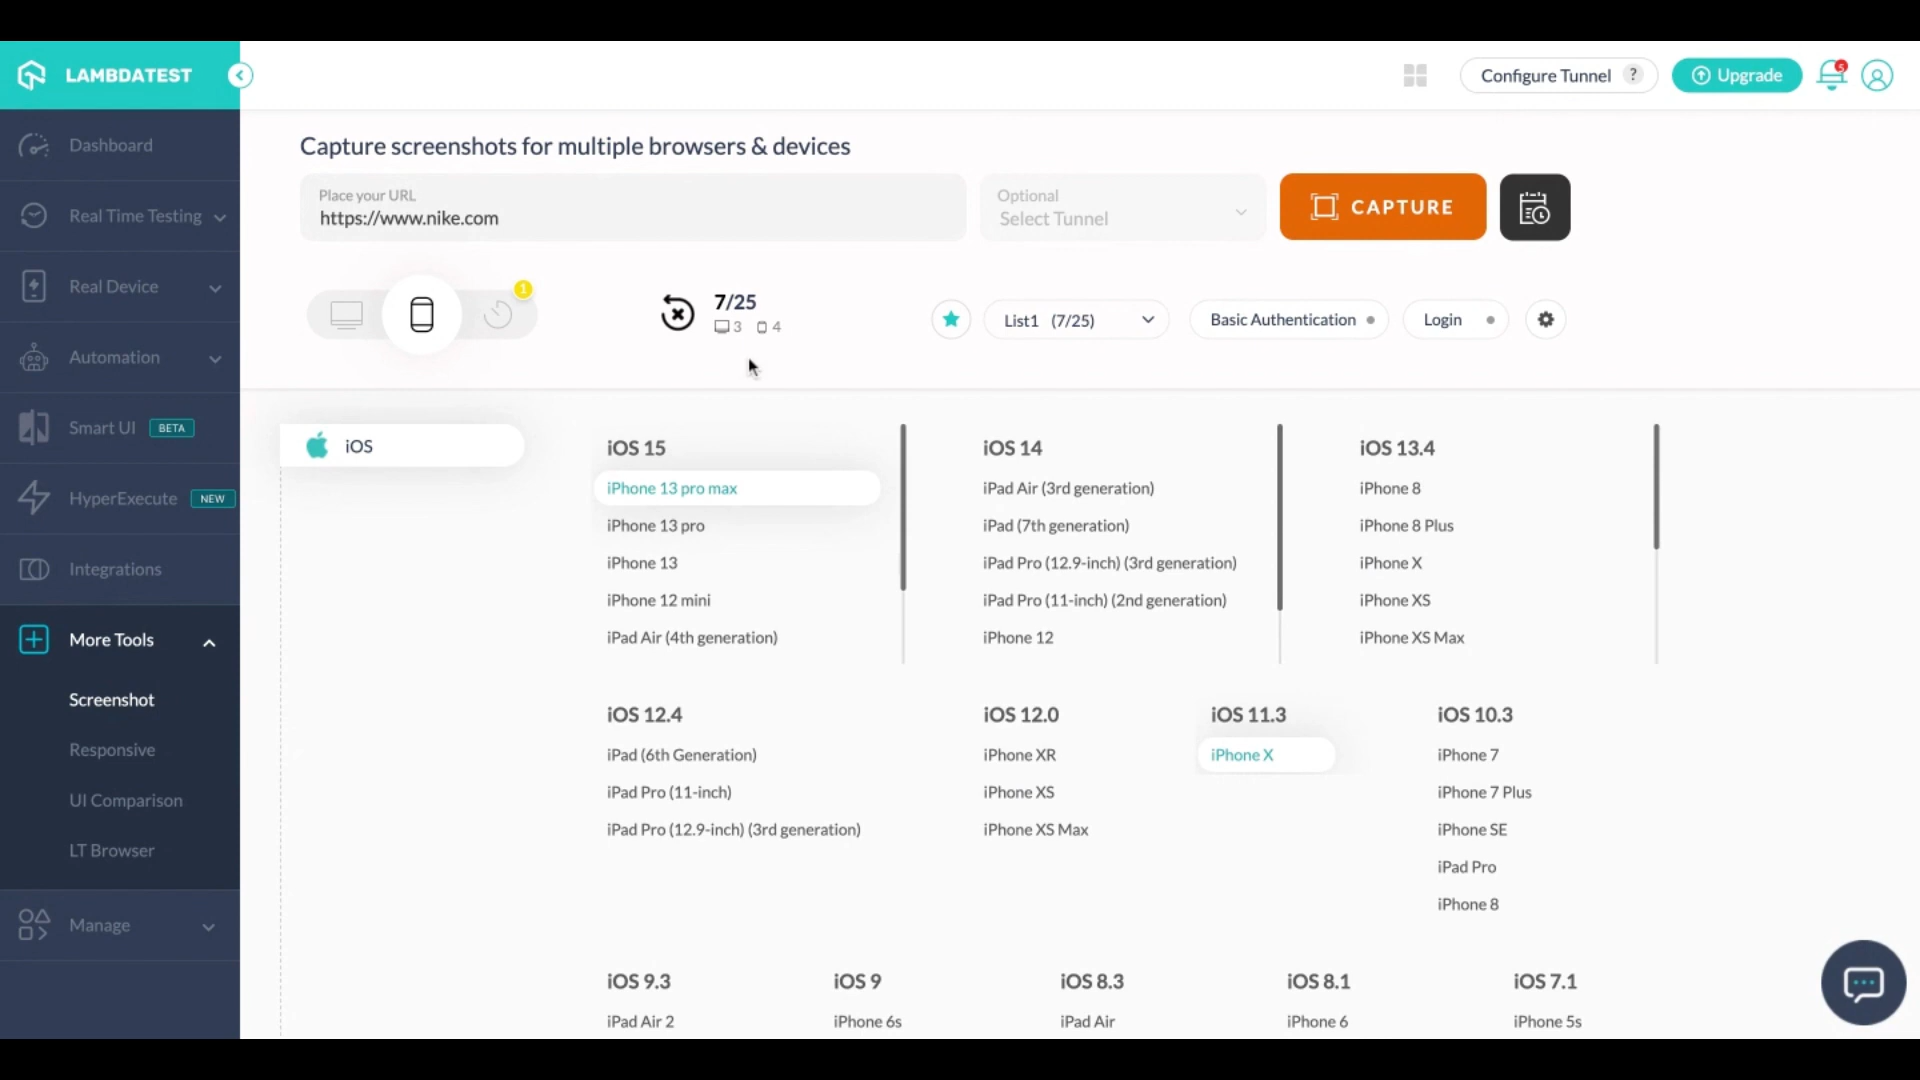 LAMBDATEST
Configure Tunnel ?
Upgrade
5
Dashboard
Real Time Testing
Real Device
Automation
Smart UI BETA
HyperExecute NEW
Integrations
More Tools
Screenshot
Responsive
UI Comparison
LT Browser
Manage
Capture screenshots for multiple browsers & devices
Place your URL
https://www.nike.com
Optional
Select Tunnel
CAPTURE
1
7/25
3 4
List1 (7/25)
Basic Authentication
Login
iOS
iOS 15
iPhone 13 pro max
iPhone 13 pro
iPhone 13
iPhone 12 mini
iPad Air (4th generation)
iOS 14
iPad Air (3rd generation)
iPad (7th generation)
iPad Pro (12.9-inch) (3rd generation)
iPad Pro (11-inch) (2nd generation)
iPhone 12
iOS 13.4
iPhone 8
iPhone 8 Plus
iPhone X
iPhone XS
iPhone XS Max
iOS 12.4
iPad (6th Generation)
iPad Pro (11-inch)
iPad Pro (12.9-inch) (3rd generation)
iOS 12.0
iPhone XR
iPhone XS
iPhone XS Max
iOS 11.3
iPhone X
iOS 10.3
iPhone 7
iPhone 7 Plus
iPhone SE
iPad Pro
iPhone 8
iOS 9.3
iPad Air 2
iOS 9
iPhone 6s
iOS 8.3
iPad Air
iOS 8.1
iPhone 6
iOS 7.1
iPhone 5s